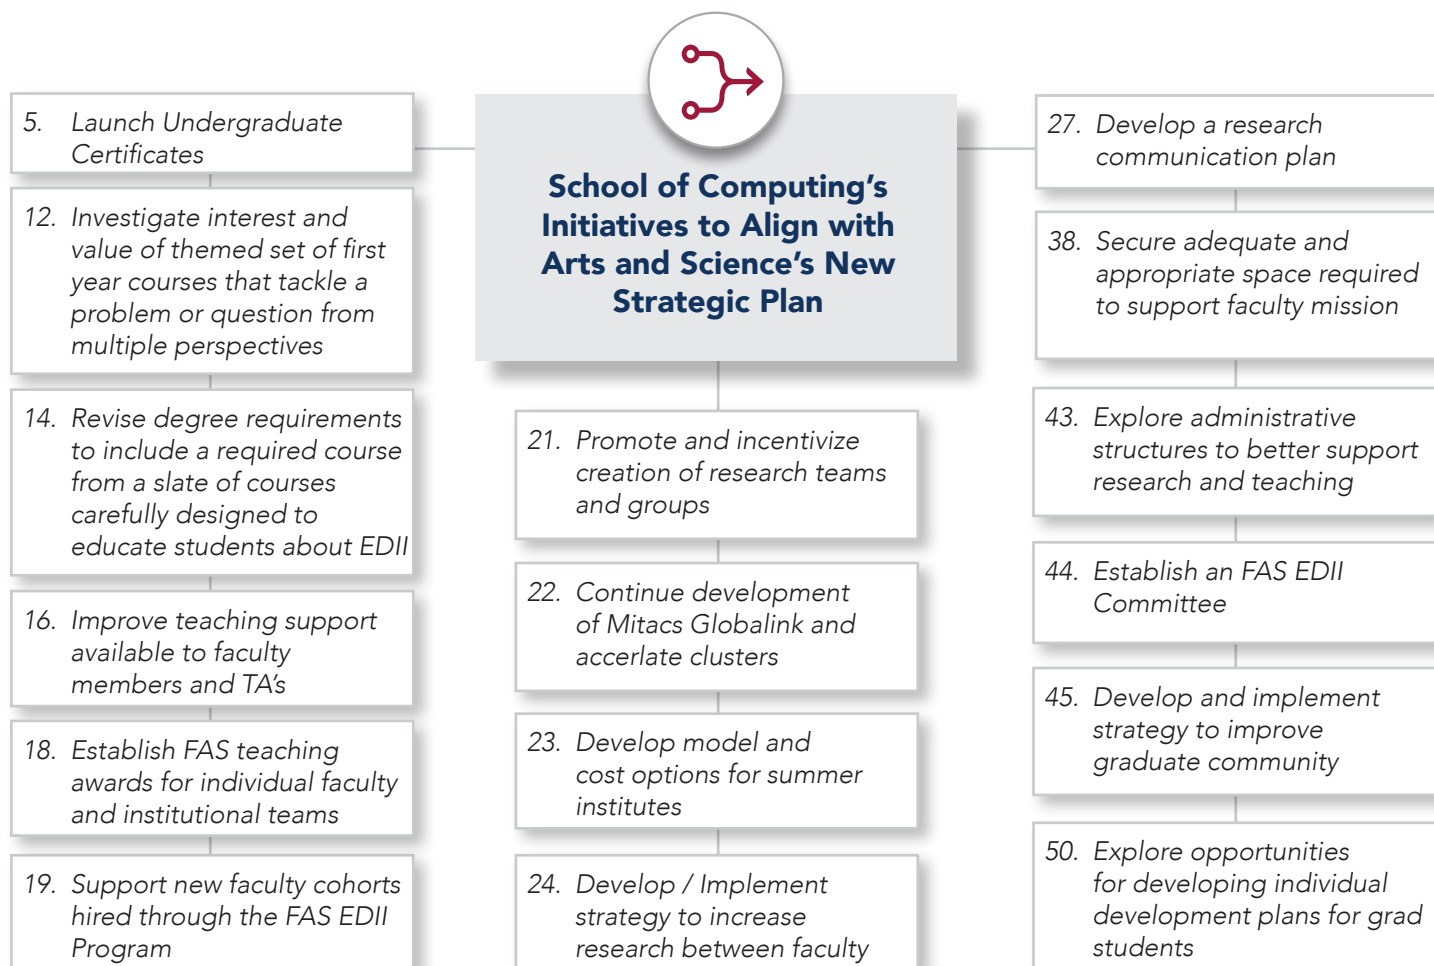 School of Computing's
Initiatives to Align with
Arts and Science's New
Strategic Plan
5. Launch Undergraduate
Certificates
12. Investigate interest and
value of themed set of first
year courses that tackle a
problem or question from
multiple perspectives
14. Revise degree requirements
to include a required course
from a slate of courses
carefully designed to
educate students about EDII
16. Improve teaching support
available to faculty
members and TA's
18. Establish FAS teaching
awards for individual faculty
and institutional teams
19. Support new faculty cohorts
hired through the FAS EDII
Program
21. Promote and incentivize
creation of research teams
and groups
22. Continue development
of Mitacs Globalink and
accerlate clusters
23. Develop model and
cost options for summer
institutes
24. Develop / Implement
strategy to increase
research between faculty
27. Develop a research
communication plan
38. Secure adequate and
appropriate space required
to support faculty mission
43. Explore administrative
structures to better support
research and teaching
44. Establish an FAS EDII
Committee
45. Develop and implement
strategy to improve
graduate community
50. Explore opportunities
for developing individual
development plans for grad
students